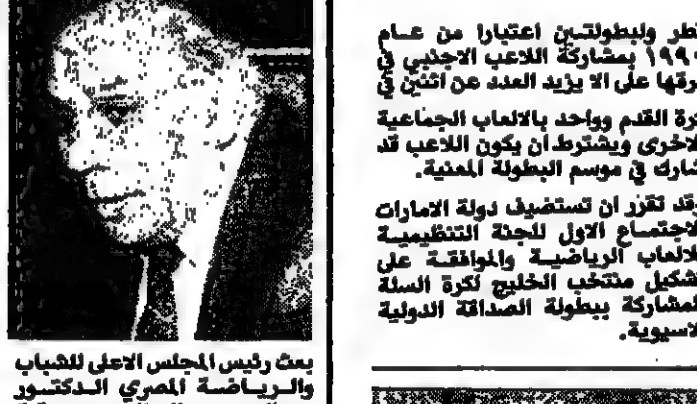 قطر ولبطولتين اعتبارا من عام
١٩٩١ بمشاركة اللاعب الاجنبي في
فرقها على الا يزيد العدد عن اثنين في
كرة القدم وواحد بالالعاب الجماعية
الاخرى ويشترط ان يكون اللاعب قد
شارك في موسم البطولة المعنية.
وقد تقرر ان تستضيف دولة الامارات
الاجتماع الاول للجنة التنظيمية
للالعاب الرياضية والموافقة على
تشكيل منتخب الخليج لكرة السلة
للمشاركة ببطولة الصداقة الدولية
الاسيوية.
بعث رئيس المجلس الاعلى للشباب
والرياضة المصري الدكتور